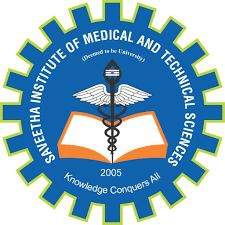 SAVEETHA INSTITUTE OF MEDICAL AND TECHNICAL SCIENCES
(Deemed to be University)
2005
Knowledge Conquers All